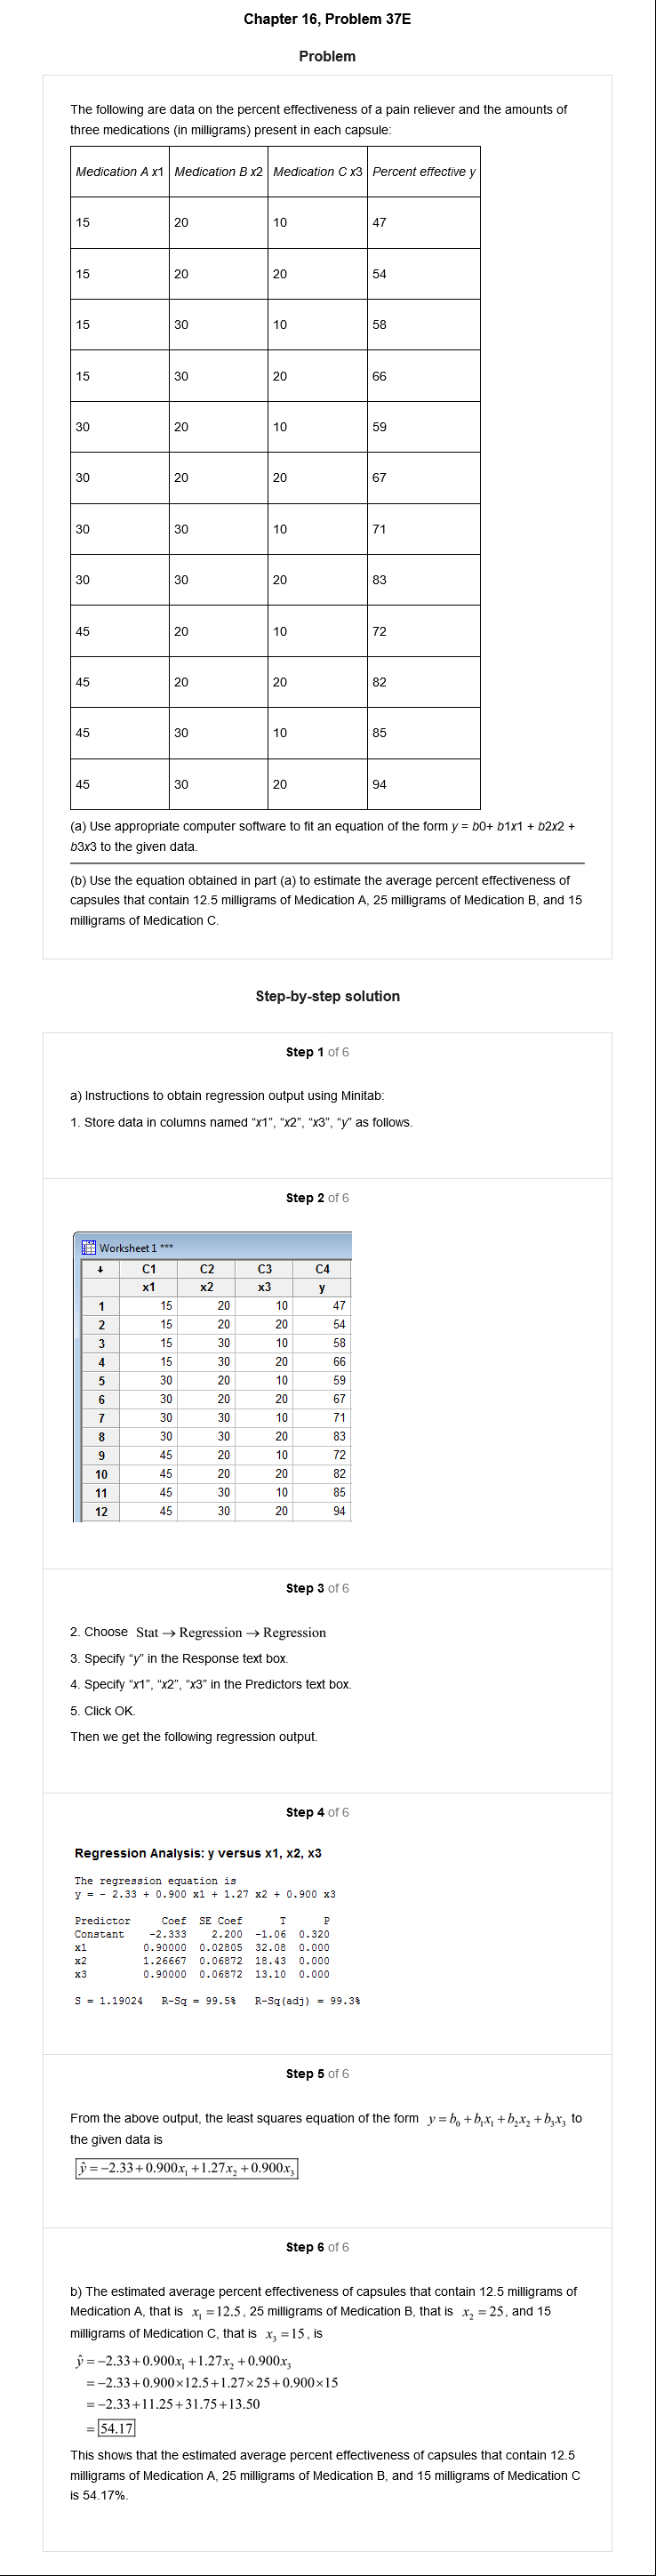 Chapter 16, Problem 37E
Problem
The following are data on the percent effectiveness of a pain reliever and the amounts of
three medications (in milligrams) present in each capsule:
Medication A x1 Medication B x2 Medication C x3 Percent effective y
15 20 10 47
15 20 20 54
15 30 10 58
15 30 20 66
30 20 10 59
30 20 20 67
30 30 10 71
30 30 20 83
45 20 10 72
45 20 20 82
45 30 10 85
45 30 20 94
(a) Use appropriate computer software to fit an equation of the form y = b0+ b1x1 + b2x2 +
b3x3 to the given data.
(b) Use the equation obtained in part (a) to estimate the average percent effectiveness of
capsules that contain 12.5 milligrams of Medication A, 25 milligrams of Medication B, and 15
milligrams of Medication C.
Step-by-step solution
Step 1 of 6
a) Instructions to obtain regression output using Minitab:
1. Store data in columns named “x1”, “x2”, “x3”, “y” as follows.
Step 2 of 6
Worksheet 1 ***
↓ C1 C2 C3 C4
x1 x2 x3 y
1 15 20 10 47
2 15 20 20 54
3 15 30 10 58
4 15 30 20 66
5 30 20 10 59
6 30 20 20 67
7 30 30 10 71
8 30 30 20 83
9 45 20 10 72
10 45 20 20 82
11 45 30 10 85
12 45 30 20 94
Step 3 of 6
2. Choose Stat → Regression → Regression
3. Specify “y” in the Response text box.
4. Specify “x1”, “x2”, “x3” in the Predictors text box.
5. Click OK.
Then we get the following regression output.
Step 4 of 6
Regression Analysis: y versus x1, x2, x3
The regression equation is
y = - 2.33 + 0.900 x1 + 1.27 x2 + 0.900 x3
Predictor Coef SE Coef T P
Constant -2.333 2.200 -1.06 0.320
x1 0.90000 0.02805 32.08 0.000
x2 1.26667 0.06872 18.43 0.000
x3 0.90000 0.06872 13.10 0.000
S = 1.19024 R-Sq = 99.5% R-Sq(adj) = 99.3%
Step 5 of 6
From the above output, the least squares equation of the form y = b₀ + b₁x₁ + b₂x₂ + b₃x₃ to
the given data is
ŷ = −2.33 + 0.900x₁ + 1.27x₂ + 0.900x₃
Step 6 of 6
b) The estimated average percent effectiveness of capsules that contain 12.5 milligrams of
Medication A, that is x₁ = 12.5, 25 milligrams of Medication B, that is x₂ = 25, and 15
milligrams of Medication C, that is x₃ = 15, is
ŷ = −2.33 + 0.900x₁ + 1.27x₂ + 0.900x₃
= −2.33 + 0.900×12.5 + 1.27×25 + 0.900×15
= −2.33 + 11.25 + 31.75 + 13.50
= 54.17
This shows that the estimated average percent effectiveness of capsules that contain 12.5
milligrams of Medication A, 25 milligrams of Medication B, and 15 milligrams of Medication C
is 54.17%.